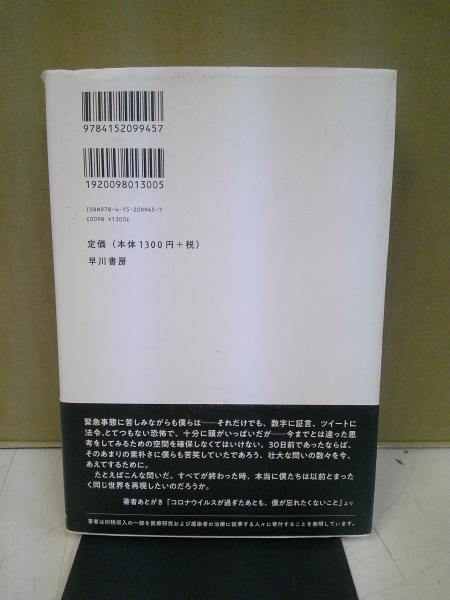 9784152099457
1920098013005
ISBN978-4-15-209945-7
C0098 ¥1300E
定価（本体1300円＋税）
早川書房
緊急事態に苦しみながらも僕らは──それだけでも、数字に証言、ツイートに
法令、とてつもない恐怖で、十分に頭がいっぱいだが──今までとは違った思
考をしてみるための空間を確保しなくてはいけない。30日前であったならば、
そのあまりの素朴さに僕らも苦笑していたであろう、壮大な問いの数々を今、
あえてするために。
たとえばこんな問いだ。すべてが終わった時、本当に僕たちは以前とまった
く同じ世界を再現したいのだろうか。
著者あとがき「コロナウイルスが過ぎたあとも、僕が忘れたくないこと」より
著者は印税収入の一部を医療研究および感染者の治療に従事する人々に寄付することを表明しています。